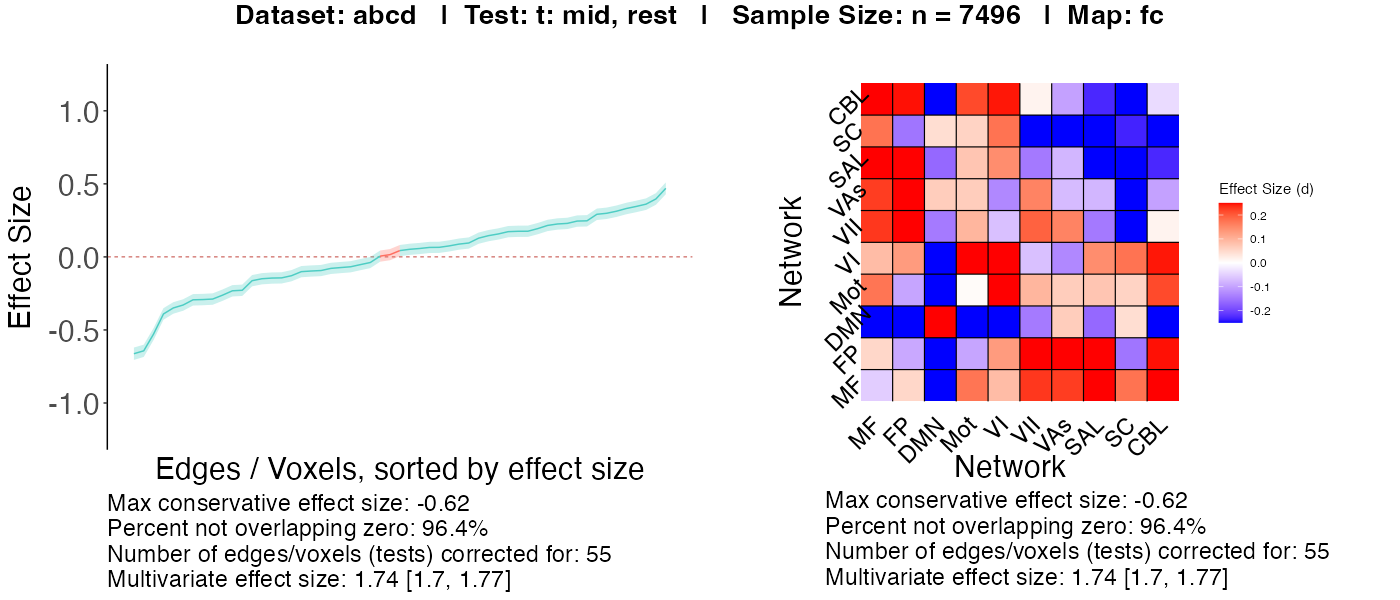 Dataset: abcd | Test: t: mid, rest | Sample Size: n = 7496 | Map: fc
Effect Size
1.0
0.5
0.0
-0.5
-1.0
Edges / Voxels, sorted by effect size
Max conservative effect size: -0.62
Percent not overlapping zero: 96.4%
Number of edges/voxels (tests) corrected for: 55
Multivariate effect size: 1.74 [1.7, 1.77]
Network
CBL
SC
SAL
VAs
VII
VI
Mot
DMN
FP
MF
MF FP DMN Mot VI VII VAs SAL SC CBL
Network
Effect Size (d)
0.2
0.1
0.0
-0.1
-0.2
Max conservative effect size: -0.62
Percent not overlapping zero: 96.4%
Number of edges/voxels (tests) corrected for: 55
Multivariate effect size: 1.74 [1.7, 1.77]